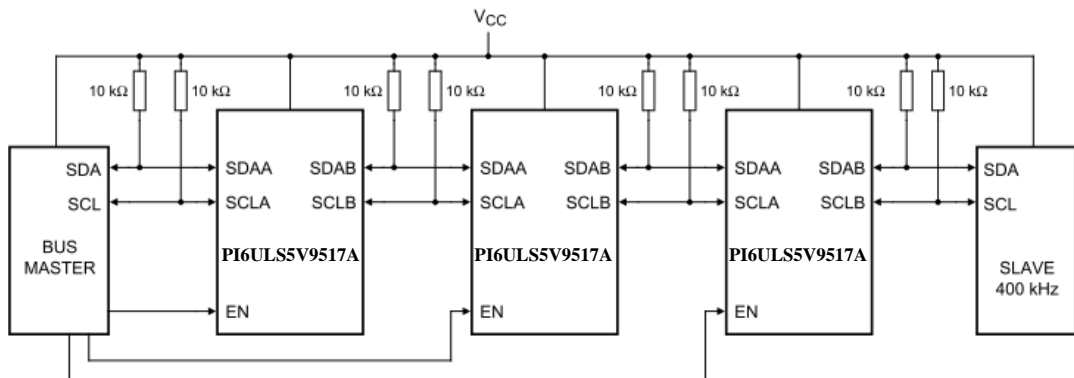 VCC
10 kΩ 10 kΩ 10 kΩ 10 kΩ 10 kΩ 10 kΩ 10 kΩ 10 kΩ
SDA SDAA SDAB SDAA SDAB SDAA SDAB SDA
SCL SCLA SCLB SCLA SCLB SCLA SCLB SCL
BUS
MASTER
PI6ULS5V9517A PI6ULS5V9517A PI6ULS5V9517A
SLAVE
400 kHz
EN EN EN